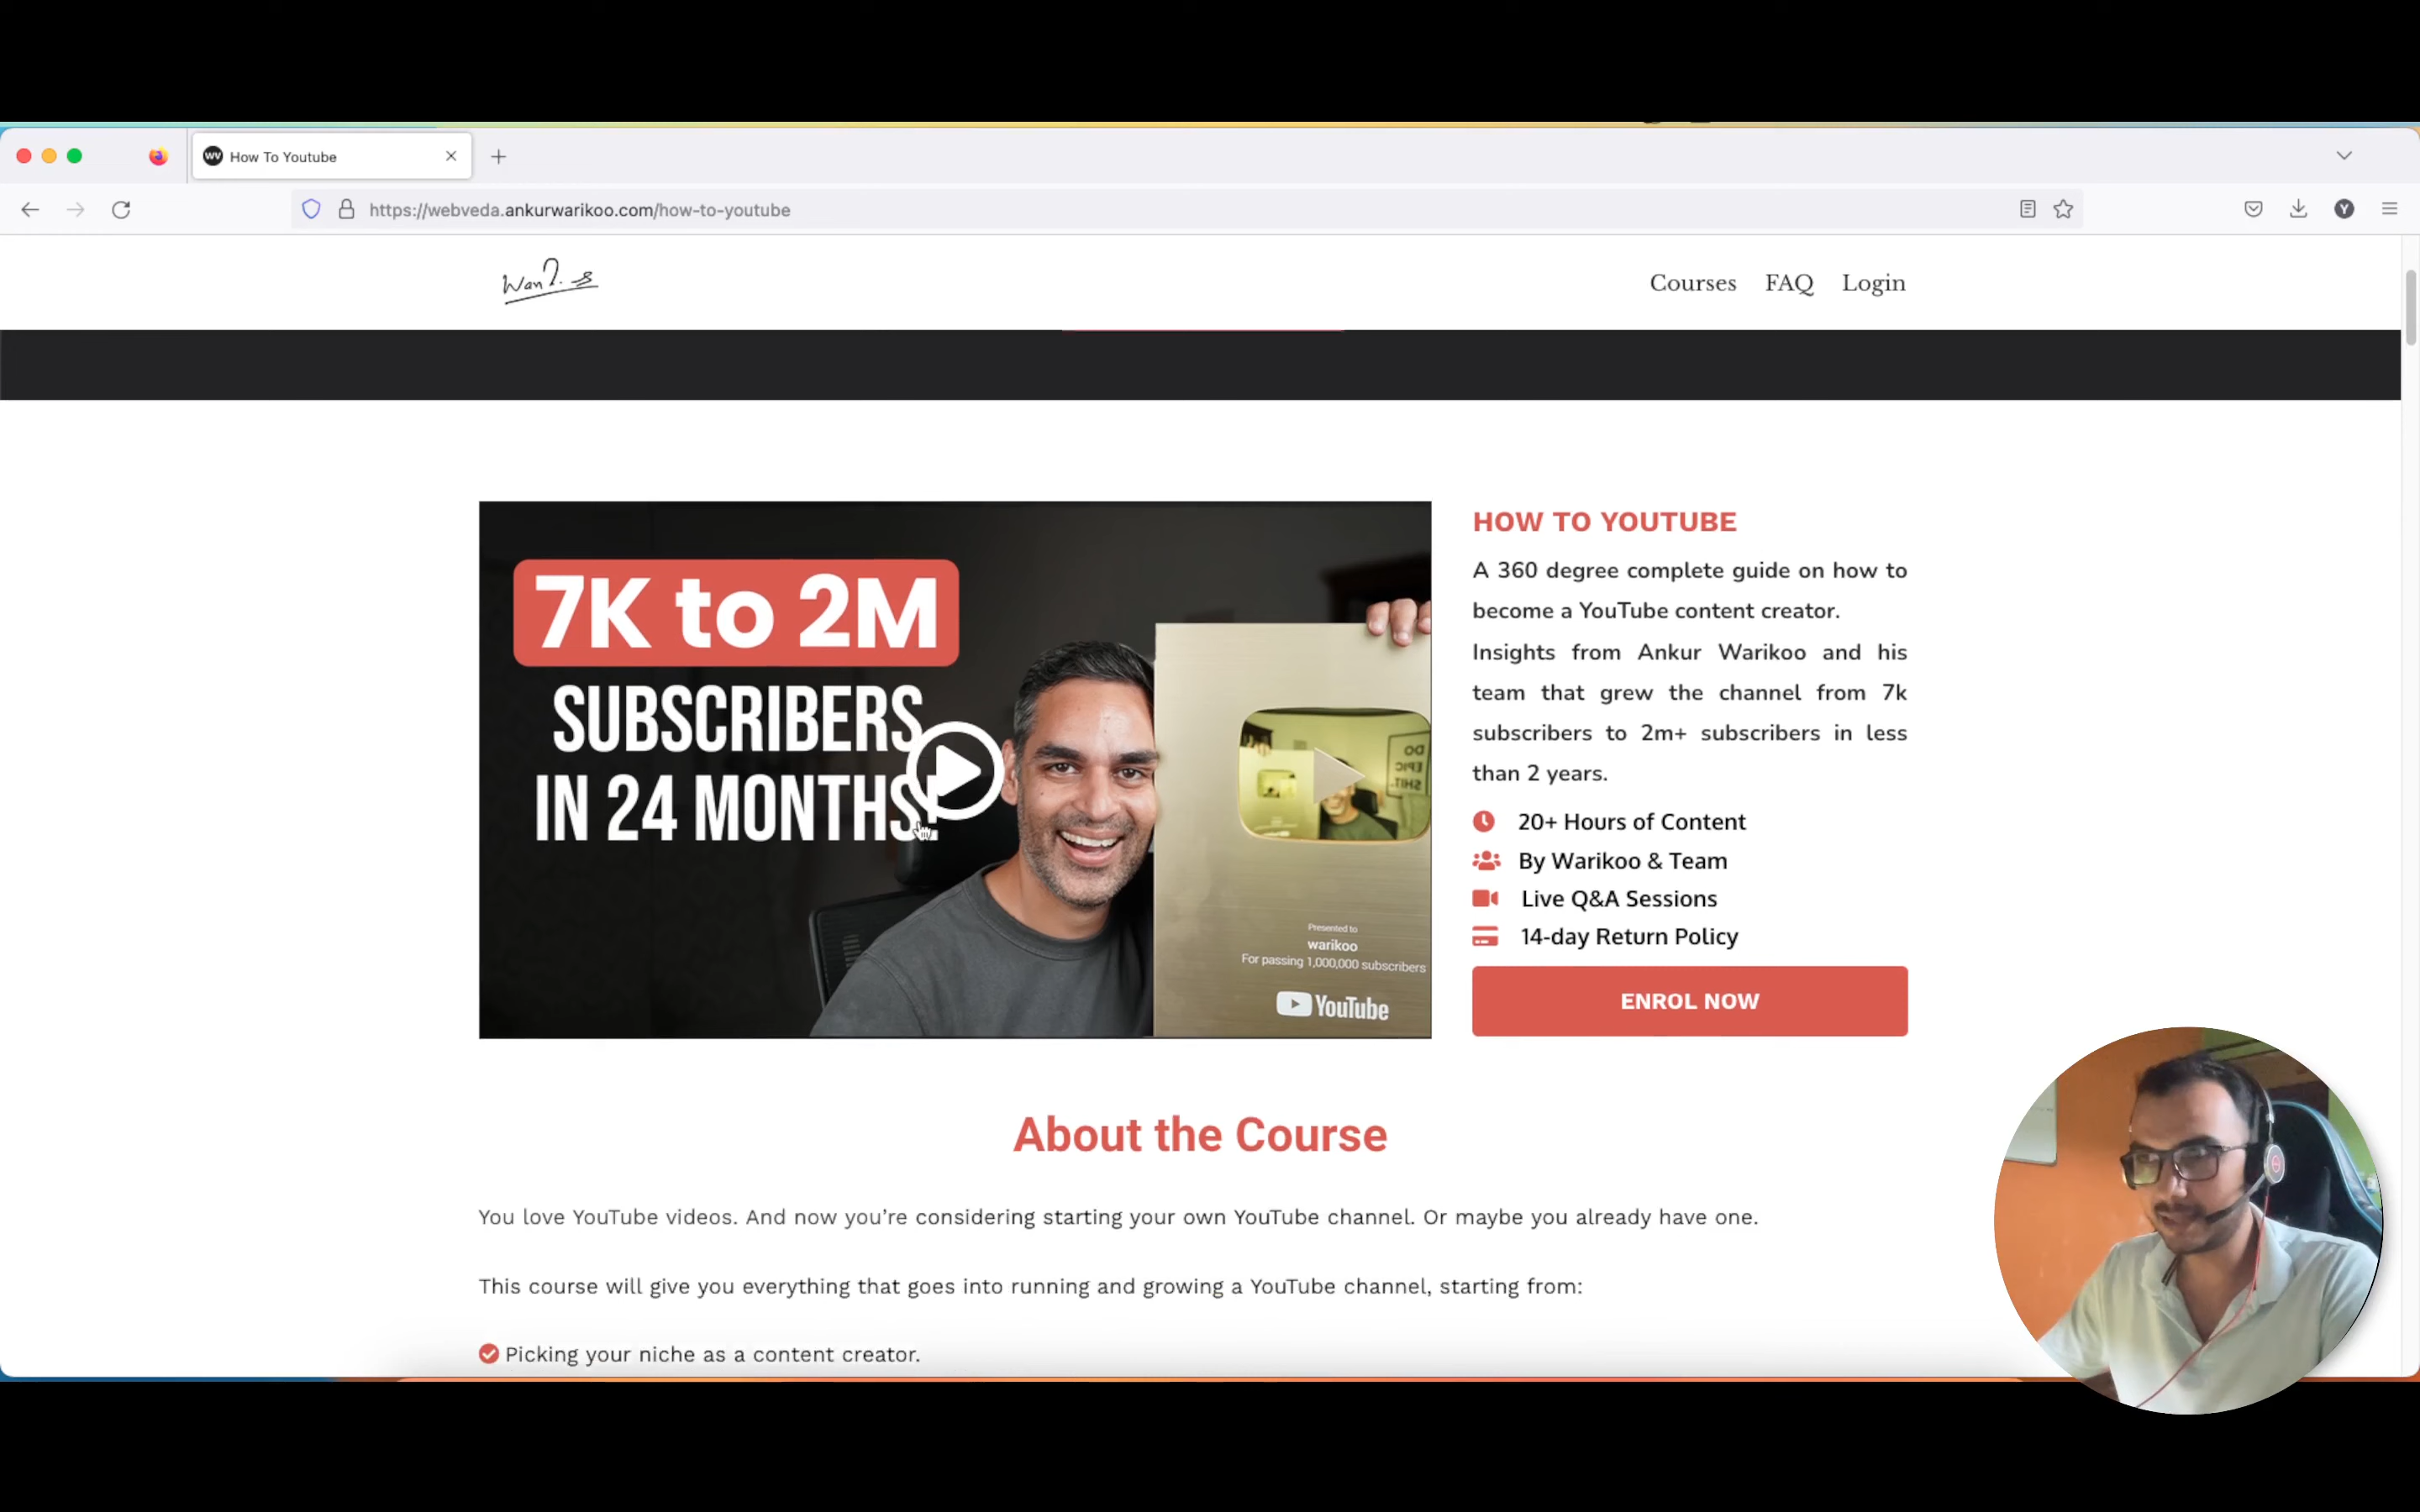 How To Youtube
https://webveda.ankurwarikoo.com/how-to-youtube
Courses FAQ Login
7K to 2M
SUBSCRIBERS
IN 24 MONTHS!
Presented to
warikoo
For passing 1,000,000 subscribers
YouTube
HOW TO YOUTUBE
A 360 degree complete guide on how to
become a YouTube content creator.
Insights from Ankur Warikoo and his
team that grew the channel from 7k
subscribers to 2m+ subscribers in less
than 2 years.
20+ Hours of Content
By Warikoo & Team
Live Q&A Sessions
14-day Return Policy
ENROL NOW
About the Course
You love YouTube videos. And now you’re considering starting your own YouTube channel. Or maybe you already have one.
This course will give you everything that goes into running and growing a YouTube channel, starting from:
Picking your niche as a content creator.